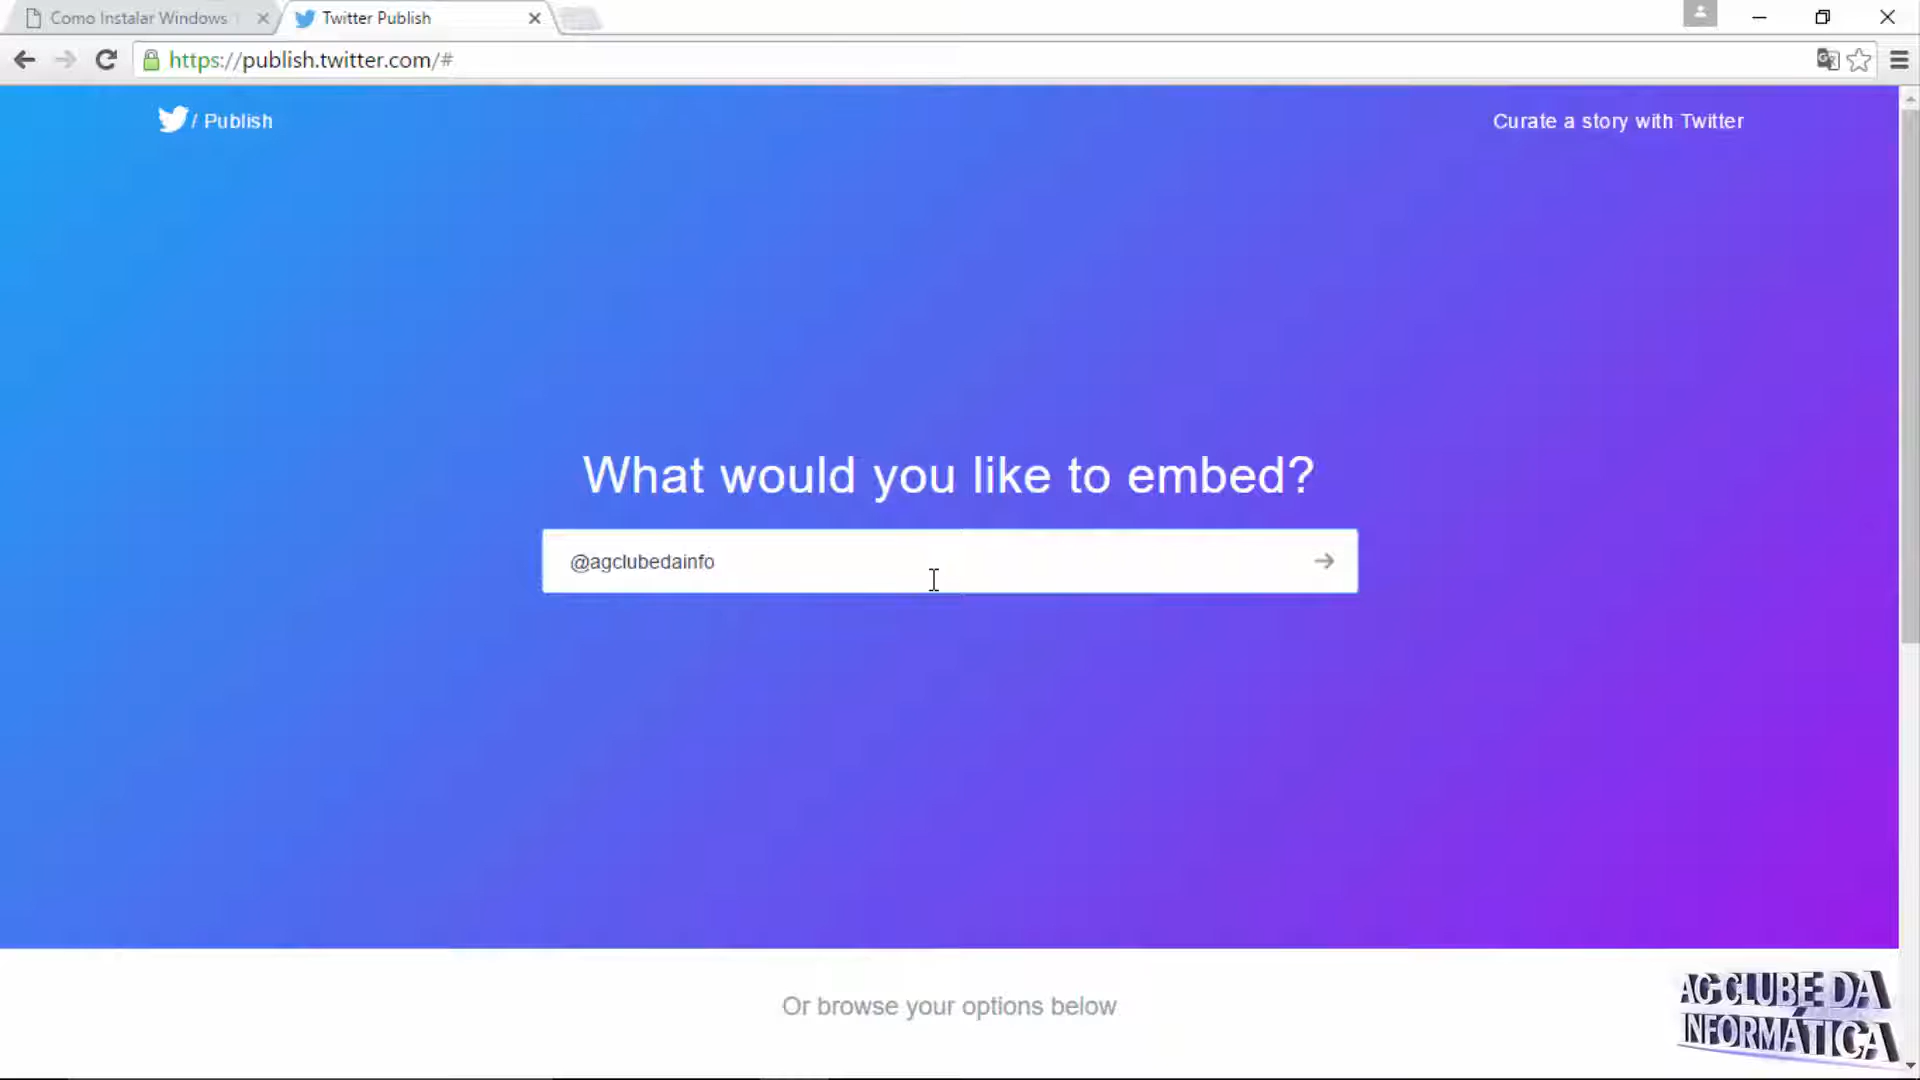 Como Instalar Windows
Twitter Publish
https://publish.twitter.com/#
/ Publish
Curate a story with Twitter
What would you like to embed?
@agclubedainfo
Or browse your options below
AG CLUBE DA
INFORMÁTICA